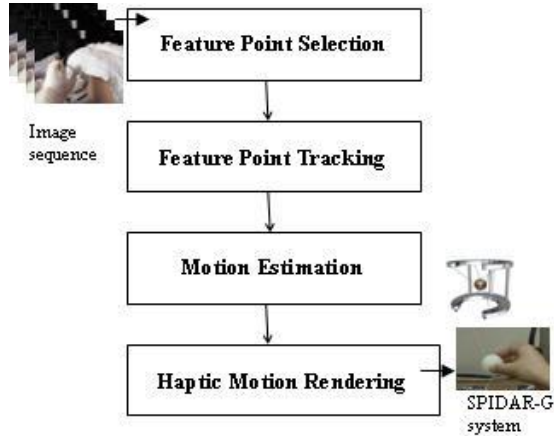 Feature Point Selection
Image
sequence
Feature Point Tracking
Motion Estimation
Haptic Motion Rendering
SPIDAR-G
system